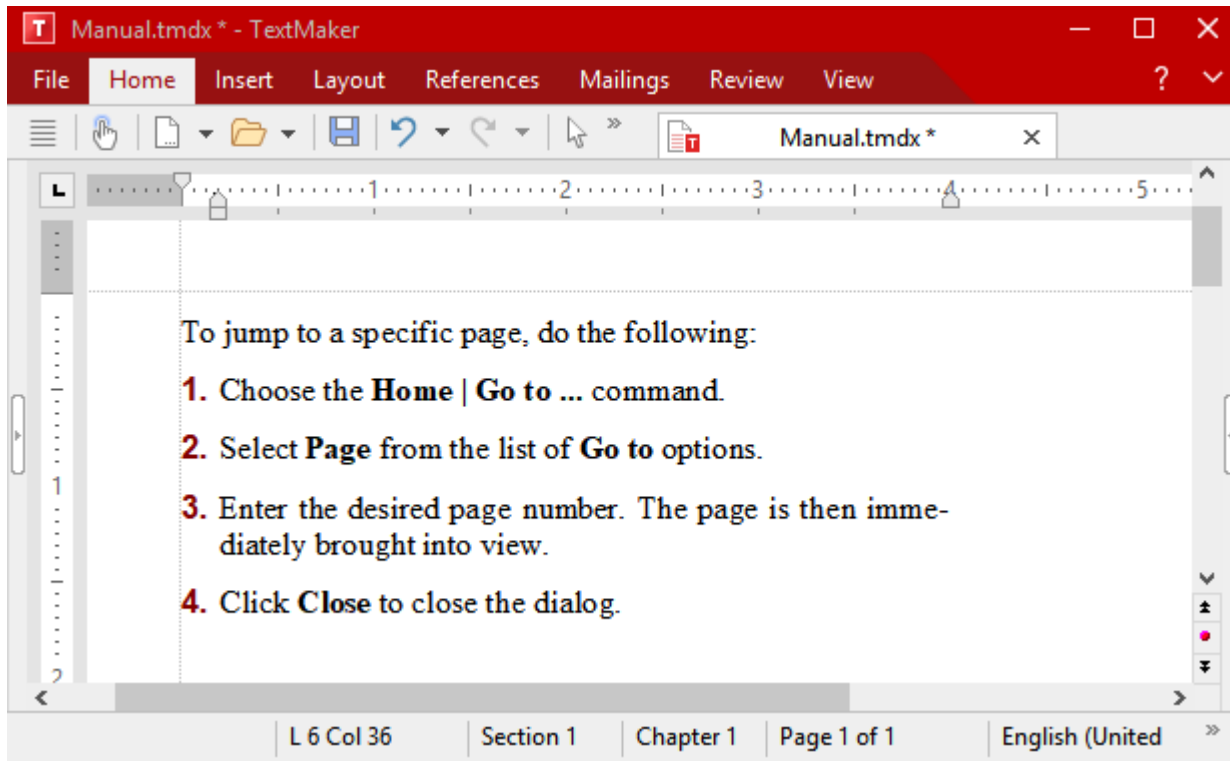 T Manual.tmdx * - TextMaker
File Home Insert Layout References Mailings Review View ?
T Manual.tmdx *
L 1 2 3 4 5
To jump to a specific page, do the following:
1. Choose the Home | Go to ... command.
2. Select Page from the list of Go to options.
1
3. Enter the desired page number. The page is then imme-
diately brought into view.
4. Click Close to close the dialog.
2
L 6 Col 36 Section 1 Chapter 1 Page 1 of 1 English (United